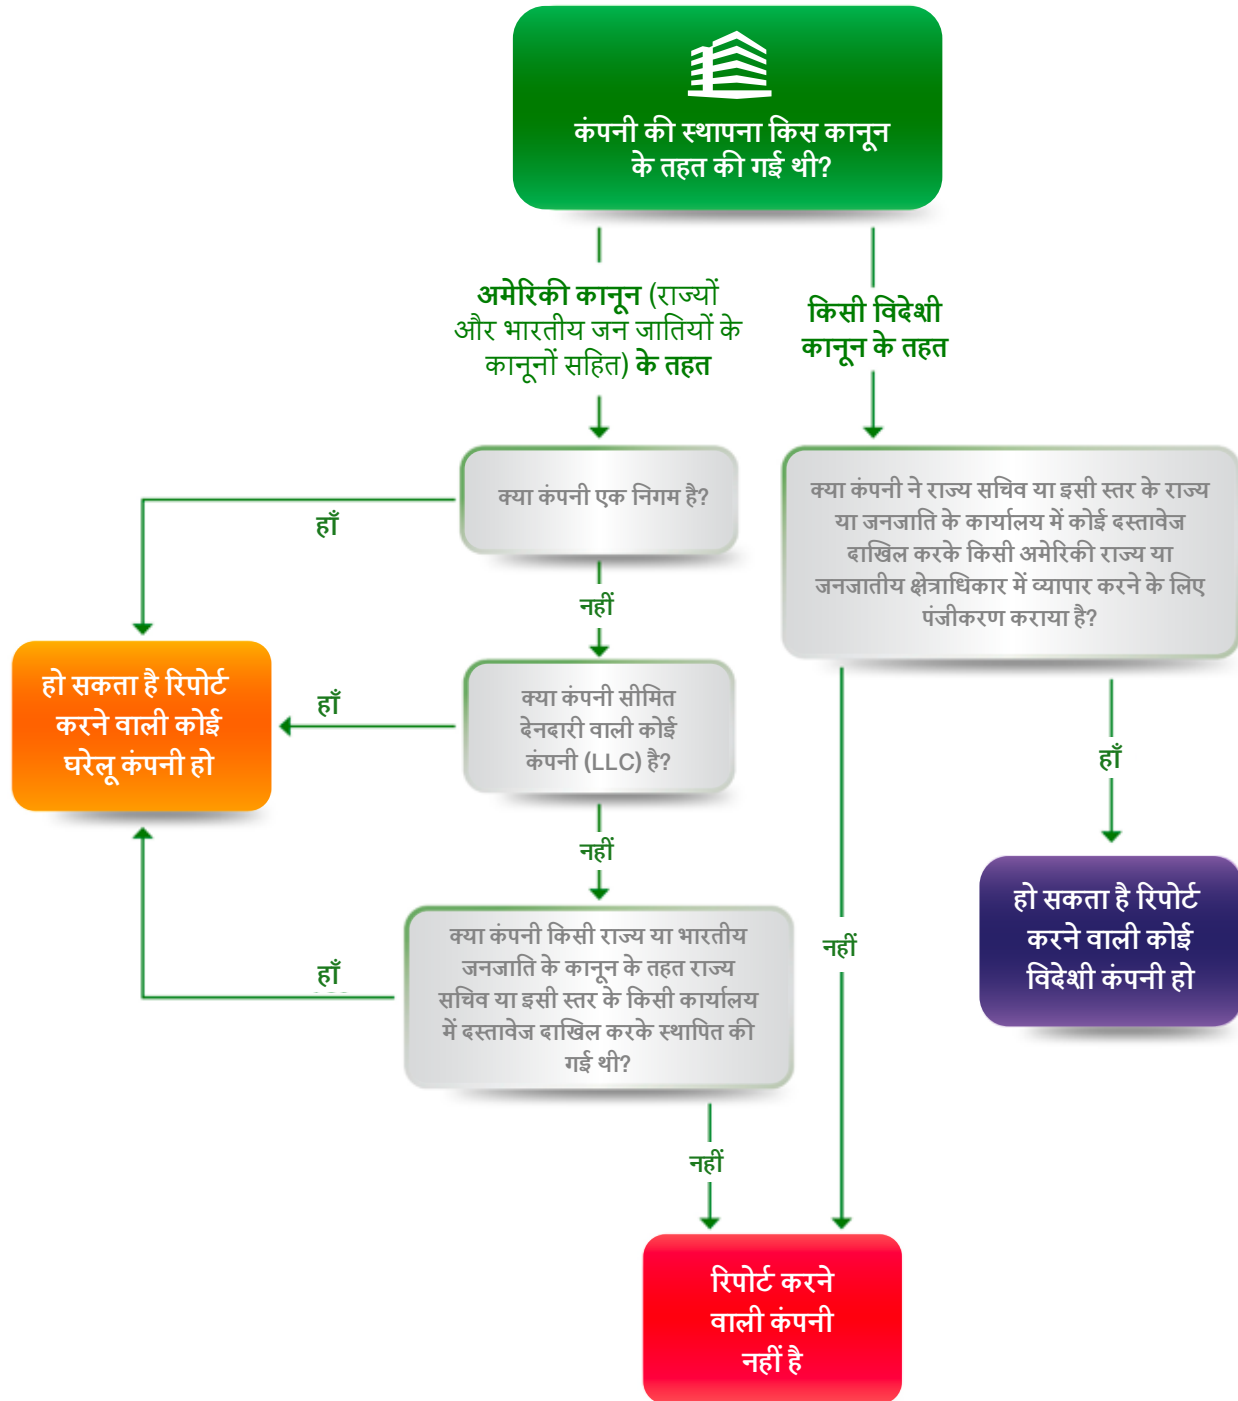 कंपनी की स्थापना किस कानून
के तहत की गई थी?
अमेरिकी कानून (राज्यों
और भारतीय जन जातियों के
कानूनों सहित) के तहत
किसी विदेशी
कानून के तहत
क्या कंपनी एक निगम है?
हाँ
नहीं
क्या कंपनी ने राज्य सचिव या इसी स्तर के राज्य
या जनजाति के कार्यालय में कोई दस्तावेज
दाखिल करके किसी अमेरिकी राज्य या
जनजातीय क्षेत्राधिकार में व्यापार करने के लिए
पंजीकरण कराया है?
हो सकता है रिपोर्ट
करने वाली कोई
घरेलू कंपनी हो
हाँ
क्या कंपनी सीमित
देनदारी वाली कोई
कंपनी (LLC) है?
नहीं
हाँ
हो सकता है रिपोर्ट
करने वाली कोई
विदेशी कंपनी हो
नहीं
क्या कंपनी किसी राज्य या भारतीय
जनजाति के कानून के तहत राज्य
सचिव या इसी स्तर के किसी कार्यालय
में दस्तावेज दाखिल करके स्थापित की
गई थी?
हाँ
नहीं
रिपोर्ट करने
वाली कंपनी
नहीं है